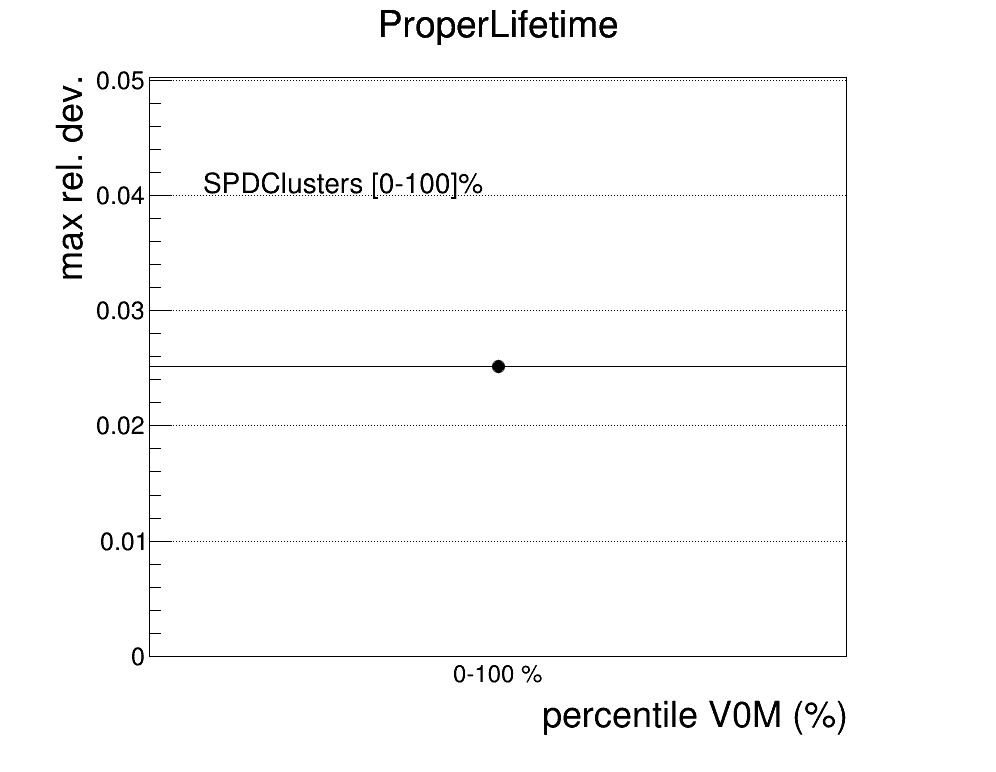 ProperLifetime
max rel. dev.
0.05
SPDClusters [0-100]%
0.04
0.03
0.02
0.01
0
0-100 %
percentile V0M (%)